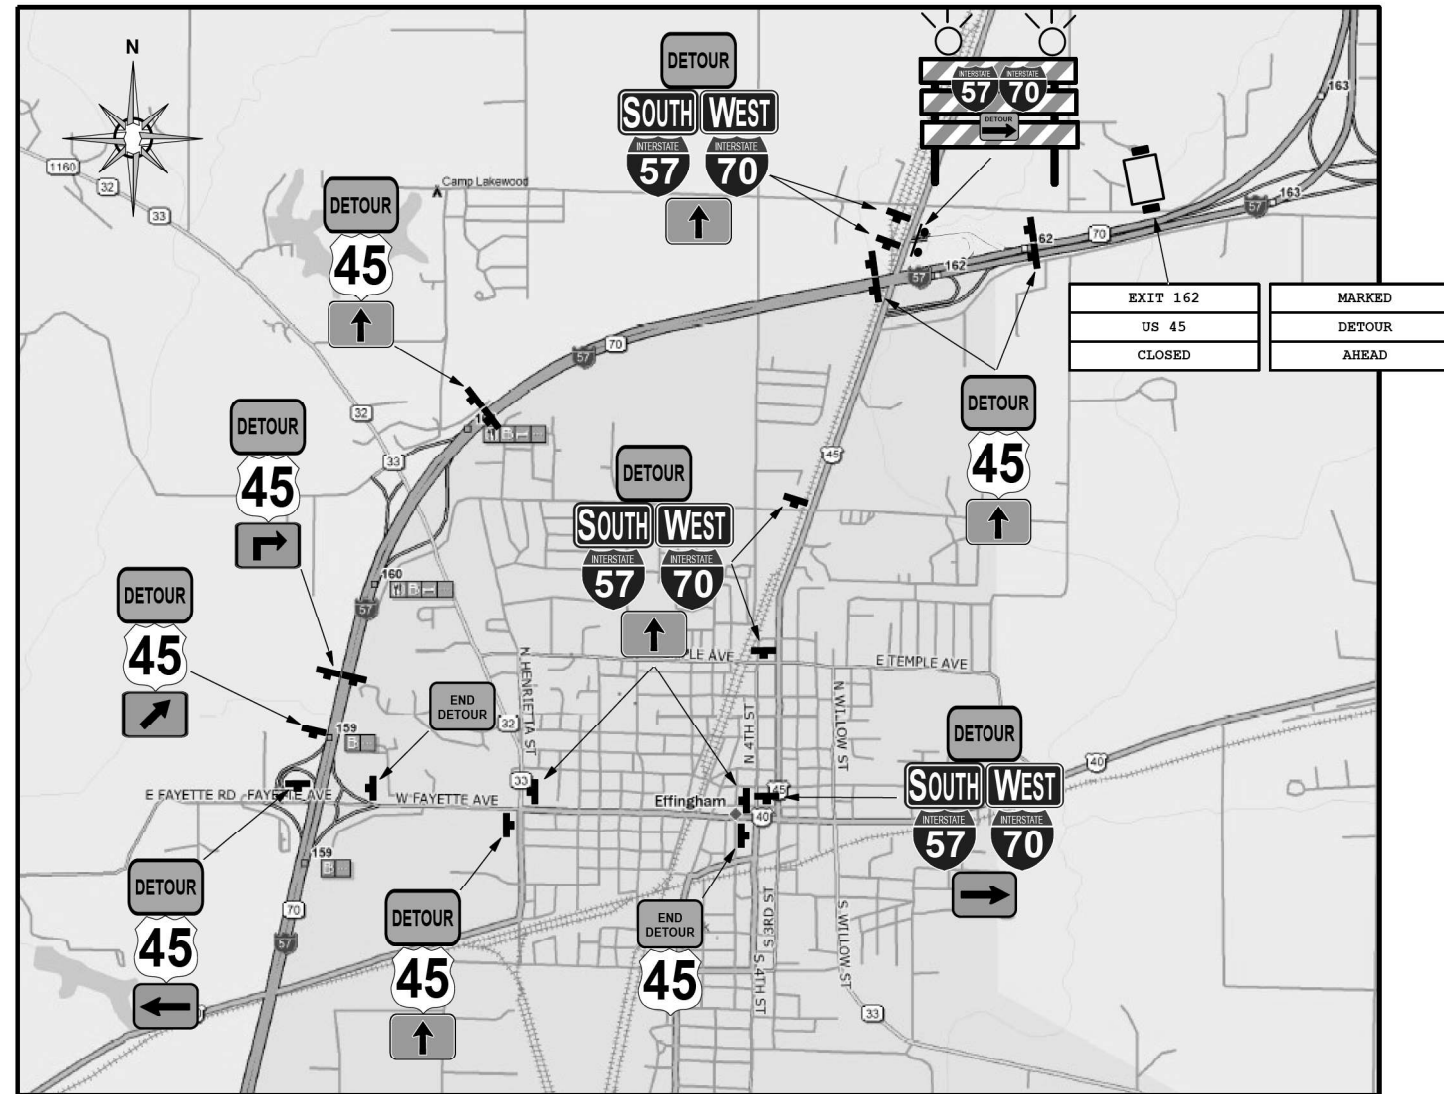 N
1160
32
33
Camp Lakewood
DETOUR
45
DETOUR
SOUTH WEST
INTERSTATE INTERSTATE
57 70
INTERSTATE INTERSTATE
57 70
DETOUR
163
163
57
70
62
162
57
EXIT 162
US 45
CLOSED
MARKED
DETOUR
AHEAD
70
57
32
33
DETOUR
45
DETOUR
45
45
DETOUR
SOUTH WEST
INTERSTATE INTERSTATE
57 70
160
57
DETOUR
45
PLE AVE
E TEMPLE AVE
N HENRIETTA ST
N 4TH ST
N WILLOW ST
END
DETOUR
32
33
159
E FAYETTE RD
FAYETTE AVE
W FAYETTE AVE
Effingham
45
40
40
DETOUR
SOUTH WEST
INTERSTATE INTERSTATE
57 70
159
70
57
DETOUR
45
DETOUR
45
END
DETOUR
45
S 3RD ST
S 4TH ST
S WILLOW ST
33